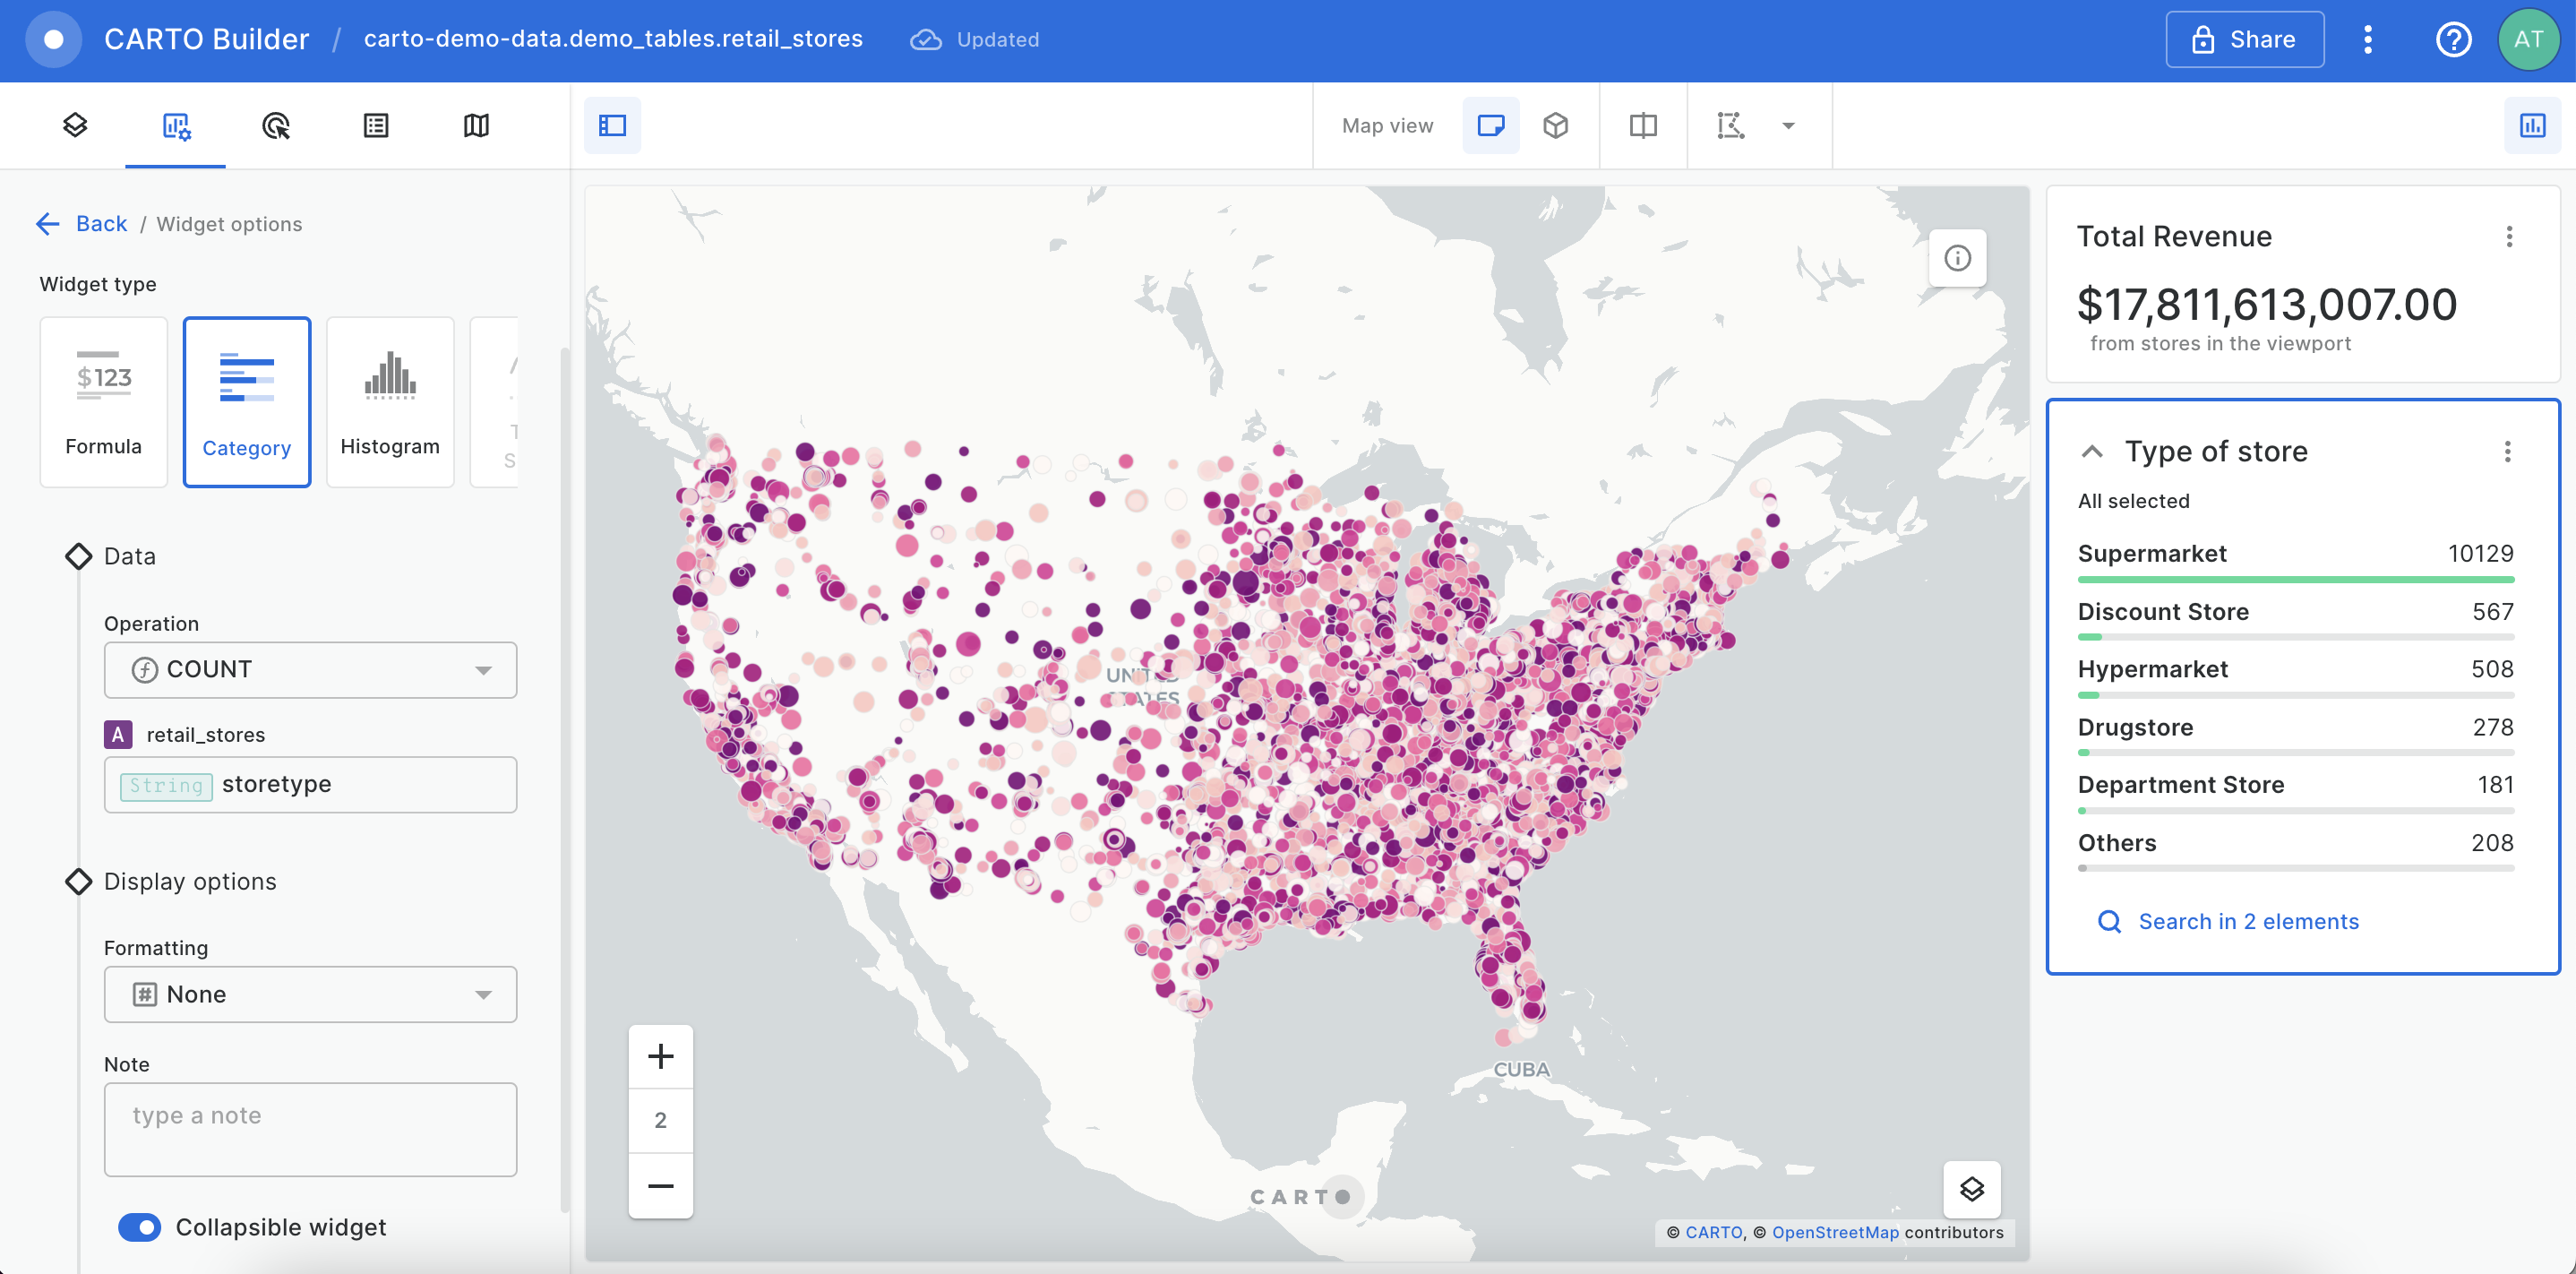 CARTO Builder / carto-demo-data.demo_tables.retail_stores Updated Share AT
Map view
Back / Widget options
Widget type
$123
Formula
Category
Histogram
T
S
Data
Operation
COUNT
A retail_stores
String storetype
Display options
Formatting
None
Note
type a note
Collapsible widget
UNITED
STATES
CUBA
2
CARTO
© CARTO, © OpenStreetMap contributors
Total Revenue
$17,811,613,007.00
from stores in the viewport
Type of store
All selected
Supermarket 10129
Discount Store 567
Hypermarket 508
Drugstore 278
Department Store 181
Others 208
Search in 2 elements